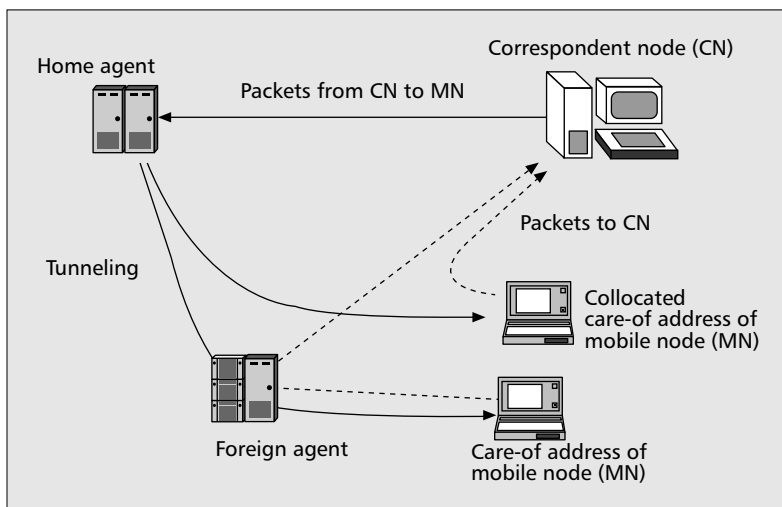 Correspondent node (CN)
Home agent
Packets from CN to MN
Packets to CN
Tunneling
Collocated
care-of address of
mobile node (MN)
Foreign agent
Care-of address of
mobile node (MN)